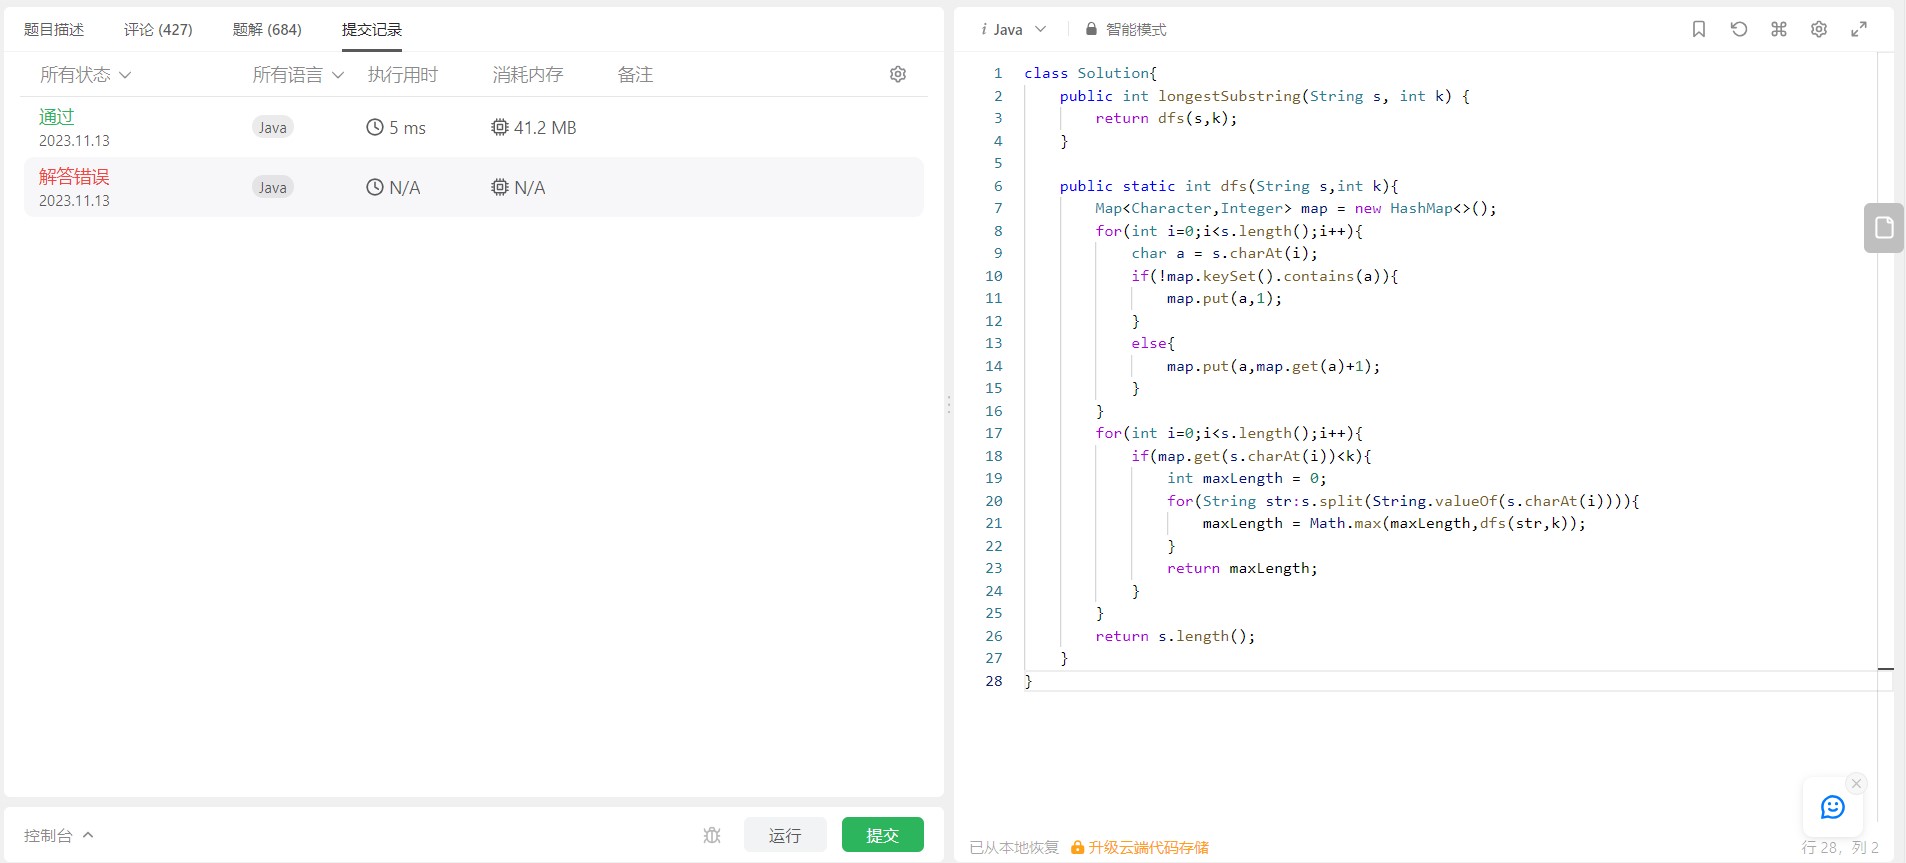 题目描述 评论 (427) 题解 (684) 提交记录
所有状态 所有语言 执行用时 消耗内存 备注
通过
2023.11.13
Java 5 ms 41.2 MB
解答错误
2023.11.13
Java N/A N/A
控制台 运行 提交
i Java 智能模式
1 class Solution{
2 public int longestSubstring(String s, int k) {
3 return dfs(s,k);
4 }
5
6 public static int dfs(String s,int k){
7 Map<Character,Integer> map = new HashMap<>();
8 for(int i=0;i<s.length();i++){
9 char a = s.charAt(i);
10 if(!map.keySet().contains(a)){
11 map.put(a,1);
12 }
13 else{
14 map.put(a,map.get(a)+1);
15 }
16 }
17 for(int i=0;i<s.length();i++){
18 if(map.get(s.charAt(i))<k){
19 int maxLength = 0;
20 for(String str:s.split(String.valueOf(s.charAt(i)))){
21 maxLength = Math.max(maxLength,dfs(str,k));
22 }
23 return maxLength;
24 }
25 }
26 return s.length();
27 }
28 }
已从本地恢复 升级云端代码存储 行 28，列 2